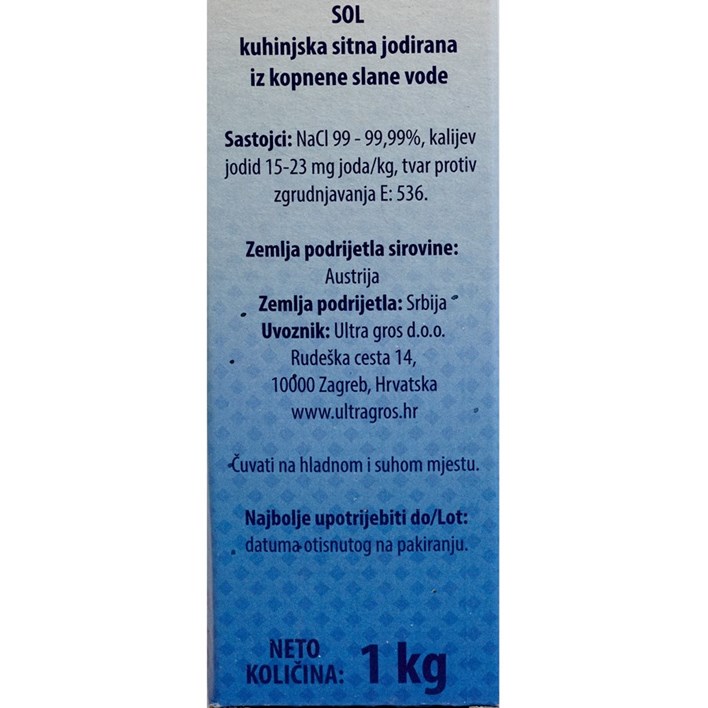 SOL
kuhinjska sitna jodirana
iz kopnene slane vode
Sastojci: NaCl 99 - 99,99%, kalijev
jodid 15-23 mg joda/kg, tvar protiv
zgrudnjavanja E: 536.
Zemlja podrijetla sirovine:
Austrija
Zemlja podrijetla: Srbija
Uvoznik: Ultra gros d.o.o.
Rudeška cesta 14,
10000 Zagreb, Hrvatska
www.ultragros.hr
Čuvati na hladnom i suhom mjestu.
Najbolje upotrijebiti do/Lot:
datuma otisnutog na pakiranju.
NETO
KOLIČINA: 1 kg